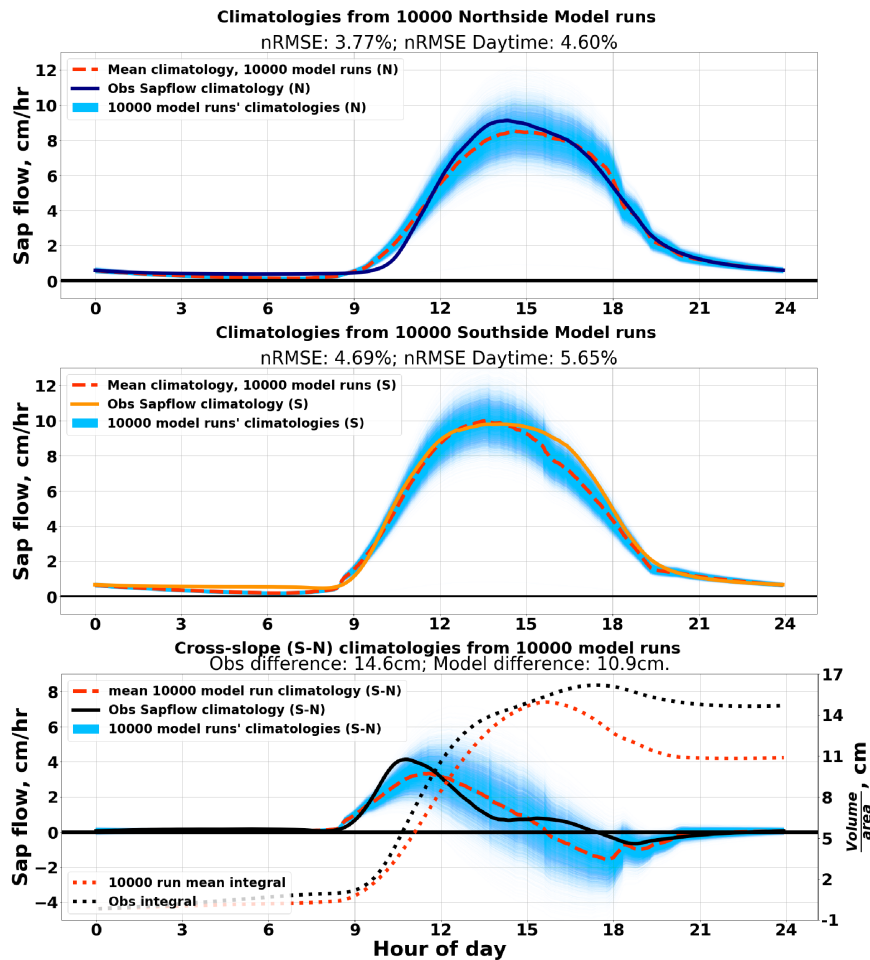 Climatologies from 10000 Northside Model runs
nRMSE: 3.77%; nRMSE Daytime: 4.60%
Mean climatology, 10000 model runs (N)
Obs Sapflow climatology (N)
10000 model runs' climatologies (N)
Sap flow, cm/hr
12
10
8
6
4
2
0
0 3 6 9 12 15 18 21 24
Climatologies from 10000 Southside Model runs
nRMSE: 4.69%; nRMSE Daytime: 5.65%
Mean climatology, 10000 model runs (S)
Obs Sapflow climatology (S)
10000 model runs' climatologies (S)
Sap flow, cm/hr
12
10
8
6
4
2
0
0 3 6 9 12 15 18 21 24
Cross-slope (S-N) climatologies from 10000 model runs
Obs difference: 14.6cm; Model difference: 10.9cm.
mean 10000 model run climatology (S-N)
Obs Sapflow climatology (S-N)
10000 model runs' climatologies (S-N)
Sap flow, cm/hr
8
6
4
2
0
−2
−4
10000 run mean integral
Obs integral
17
14
11
8
5
2
-1
Volume
area , cm
0 3 6 9 12 15 18 21 24
Hour of day